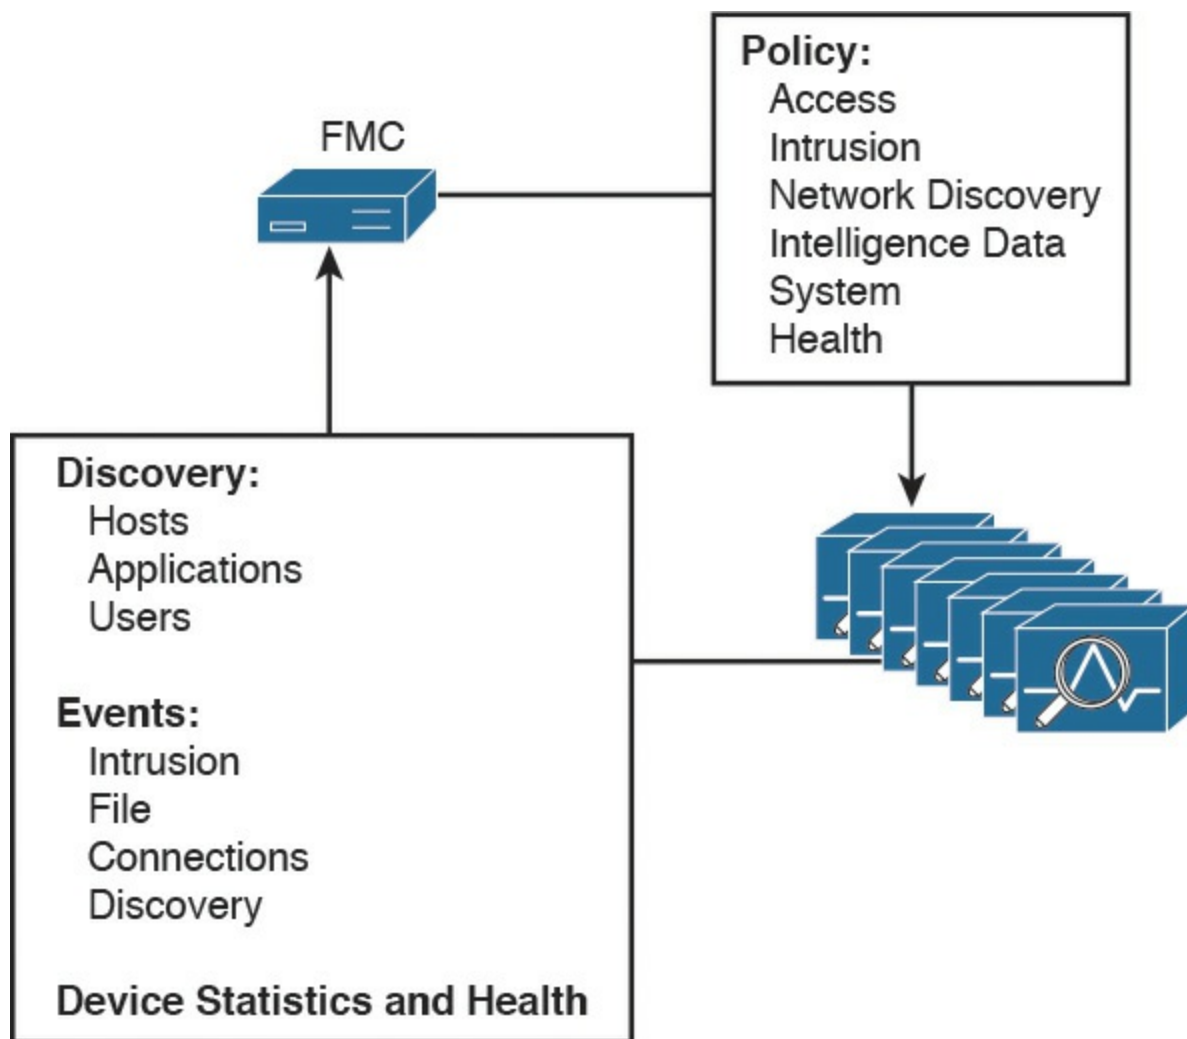 FMC
Policy:
Access
Intrusion
Network Discovery
Intelligence Data
System
Health
Discovery:
Hosts
Applications
Users
Events:
Intrusion
File
Connections
Discovery
Device Statistics and Health